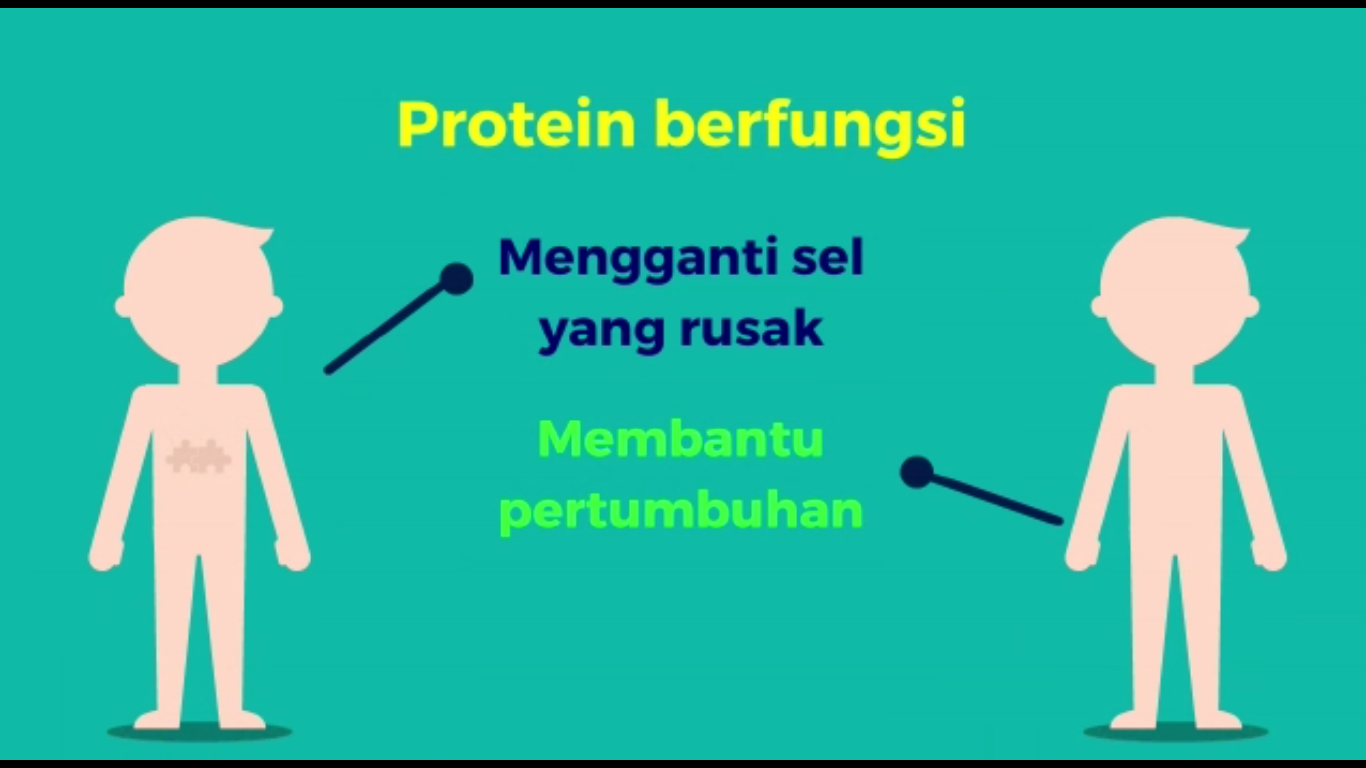 Protein berfungsi
Mengganti sel
yang rusak
Membantu
pertumbuhan